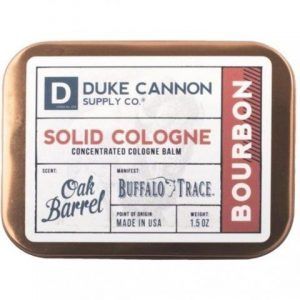 D
DUKE CANNON
SUPPLY CO.®
SOLID COLOGNE
CONCENTRATED COLOGNE BALM
BOURBON
SCENT:
Oak
Barrel
MANIFEST:
BUFFALO TRACE
POINT OF ORIGIN:
MADE IN USA
WEIGHT:
1.5 OZ